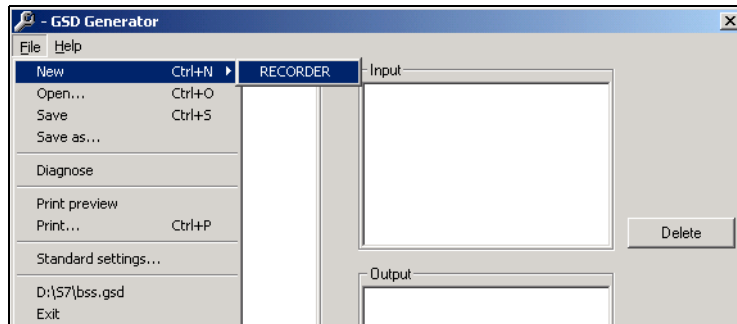 - GSD Generator
File Help
New Ctrl+N RECORDER
Input
Open... Ctrl+O
Save Ctrl+S
Save as...
Diagnose
Print preview
Print... Ctrl+P
Delete
Standard settings...
Output
D:\S7\bss.gsd
Exit